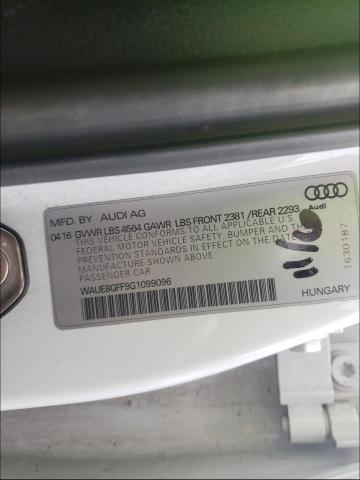 MFD. BY AUDI AG
04.16 GVWR LBS 4564 GAWR LBS FRONT 2381 /REAR 2293
THIS VEHICLE CONFORMS TO ALL APPLICABLE U.S.
FEDERAL MOTOR VEHICLE SAFETY, BUMPER AND THEFT
PREVENTION STANDARDS IN EFFECT ON THE DATE
OF MANUFACTURE SHOWN ABOVE.
PASSENGER CAR
WAUE8GFF9G1099096
Audi
1630187
HUNGARY